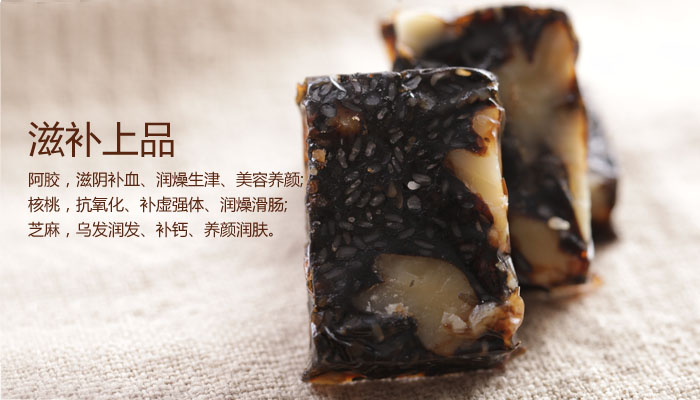 滋补上品
阿胶，滋阴补血、润燥生津、美容养颜;
核桃，抗氧化、补虚强体、润燥滑肠;
芝麻，乌发润发、补钙、养颜润肤。